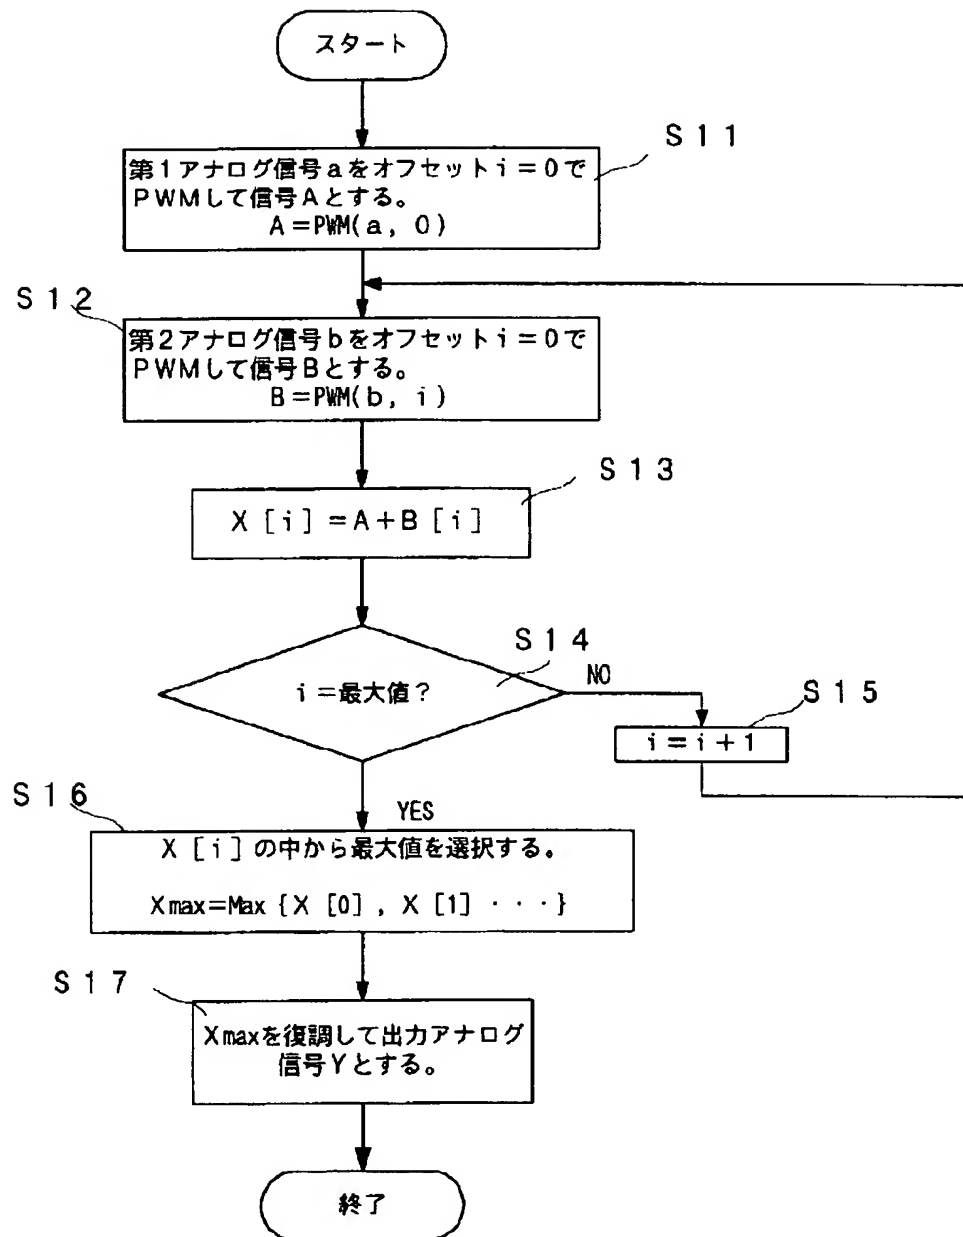 スタート
S11
第1アナログ信号aをオフセットi=0で
PWMして信号Aとする。
A=PWM(a, 0)
S12
第2アナログ信号bをオフセットi=0で
PWMして信号Bとする。
B=PWM(b, i)
S13
X [i] =A+B [i]
S14
i=最大値?
NO
S15
i=i+1
YES
S16
X [i] の中から最大値を選択する。
Xmax=Max {X [0] , X [1] ・・・}
S17
Xmaxを復調して出力アナログ
信号Yとする。
終了